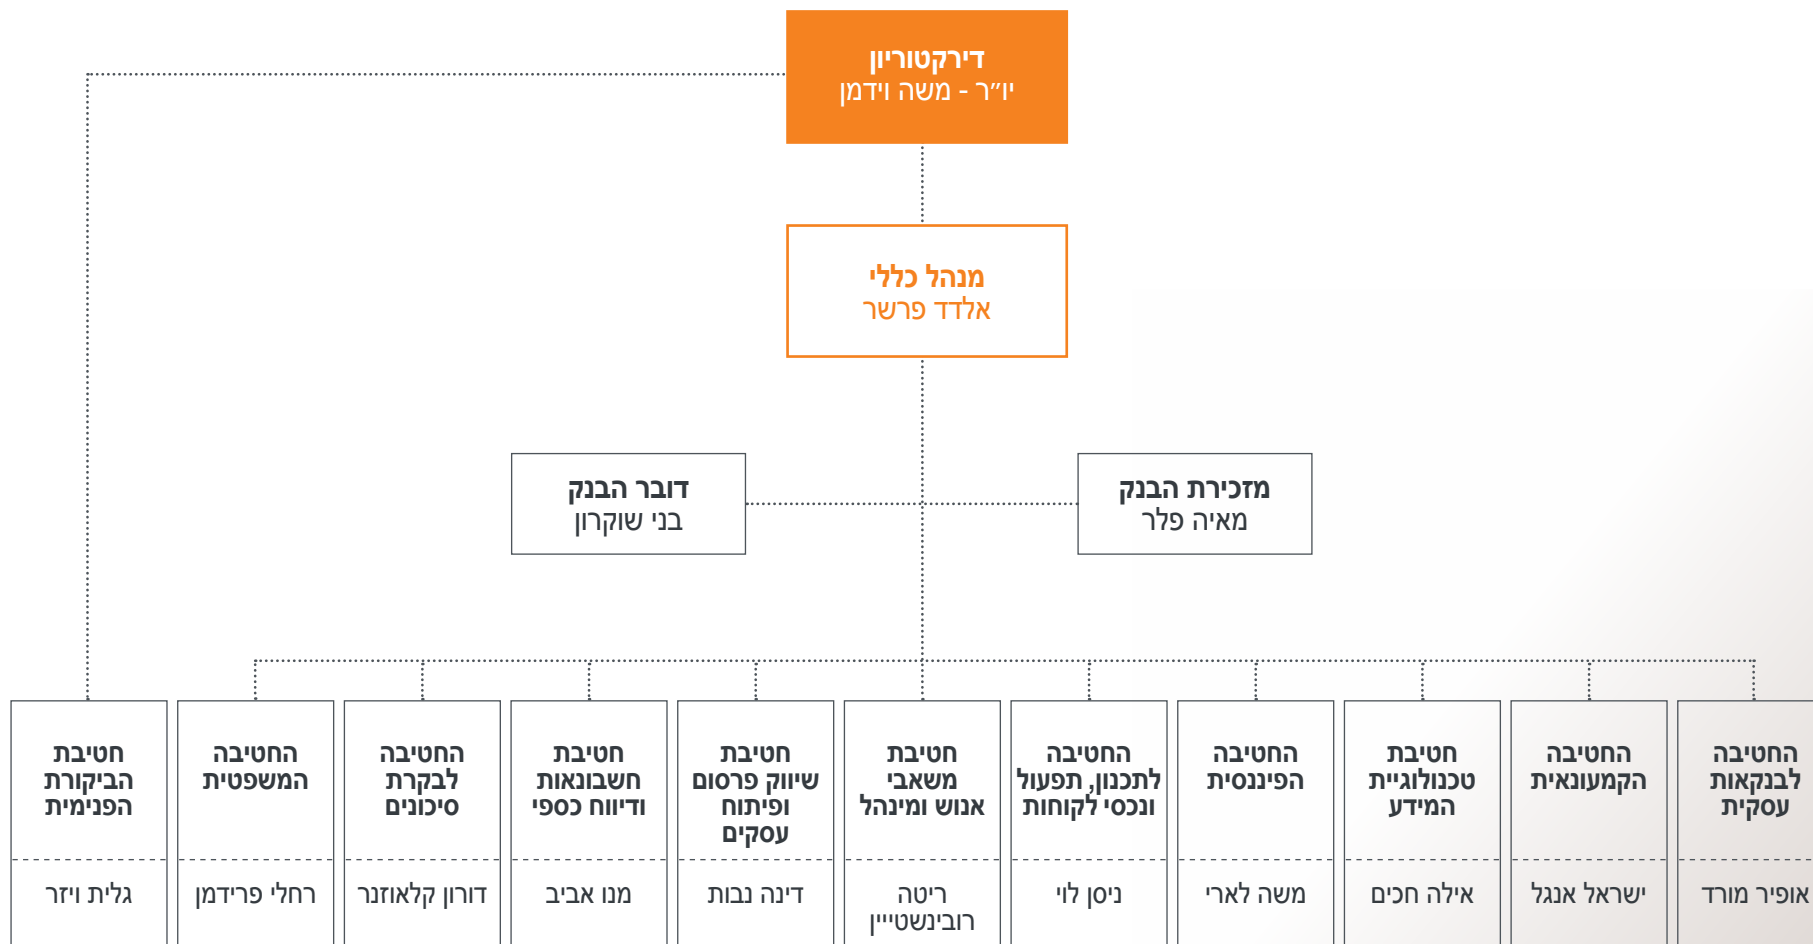 דירקטוריון
יו״ר - משה וידמן
מנהל כללי
אלדד פרשר
מזכירת הבנק
מאיה פלר
דובר הבנק
בני שוקרון
החטיבה
לבנקאות
עסקית
אופיר מורד
החטיבה
הקמעונאית
ישראל אנגל
חטיבת
טכנולוגיית
המידע
אילה חכים
החטיבה
הפיננסית
משה לארי
החטיבה
לתכנון, תפעול
ונכסי לקוחות
ניסן לוי
חטיבת
משאבי
אנוש ומינהל
ריטה
רובינשטייין
חטיבת
שיווק פרסום
ופיתוח
עסקים
דינה נבות
חטיבת
חשבונאות
ודיווח כספי
מנו אביב
החטיבה
לבקרת
סיכונים
דורון קלאוזנר
החטיבה
המשפטית
רחלי פרידמן
חטיבת
הביקורת
הפנימית
גלית ויזר